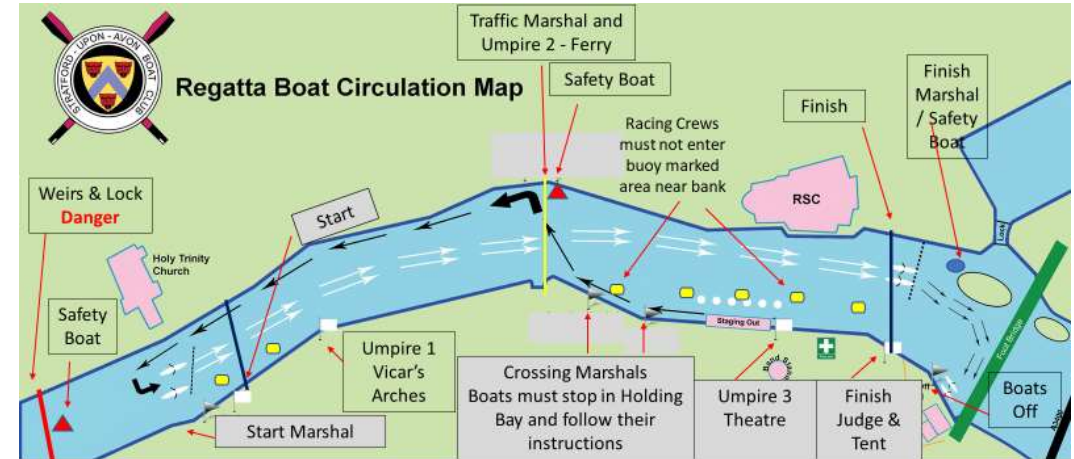 STRATFORD - UPON - AVON BOAT CLUB
Regatta Boat Circulation Map
Traffic Marshal and
Umpire 2 - Ferry
Safety Boat
Racing Crews
must not enter
buoy marked
area near bank
Finish
Finish
Marshal
/ Safety
Boat
RSC
Lock
Weirs & Lock
Danger
Start
Holy Trinity
Church
Safety
Boat
Staging Out
Foot Bridge
Umpire 1
Vicar's
Arches
Start Marshal
Crossing Marshals
Boats must stop in Holding
Bay and follow their
instructions
Band
Umpire 3
Theatre
Finish
Judge &
Tent
Boats
Off